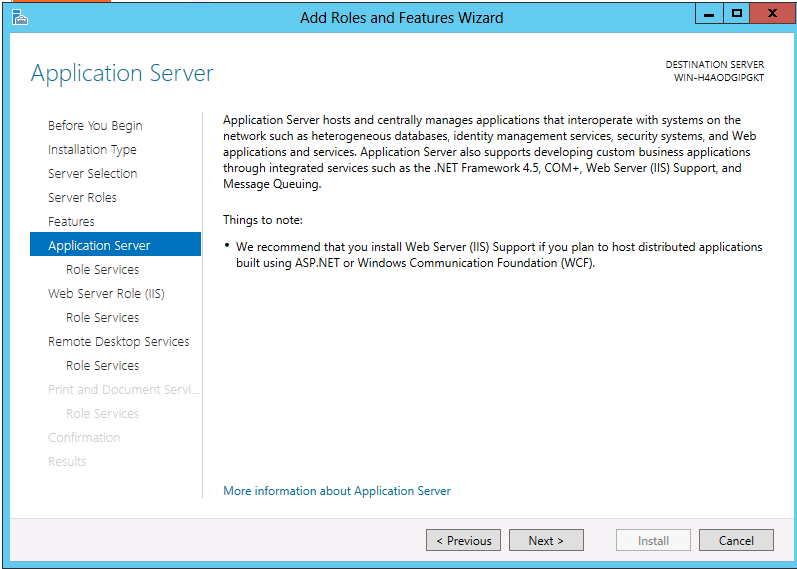 Add Roles and Features Wizard
Application Server
DESTINATION SERVER
WIN-H4AODGIPGKT
Before You Begin
Installation Type
Server Selection
Server Roles
Features
Application Server
Role Services
Web Server Role (IIS)
Role Services
Remote Desktop Services
Role Services
Print and Document Servi...
Role Services
Confirmation
Results
Application Server hosts and centrally manages applications that interoperate with systems on the
network such as heterogeneous databases, identity management services, security systems, and Web
applications and services. Application Server also supports developing custom business applications
through integrated services such as the .NET Framework 4.5, COM+, Web Server (IIS) Support, and
Message Queuing.
Things to note:
• We recommend that you install Web Server (IIS) Support if you plan to host distributed applications
built using ASP.NET or Windows Communication Foundation (WCF).
More information about Application Server
< Previous
Next >
Install
Cancel